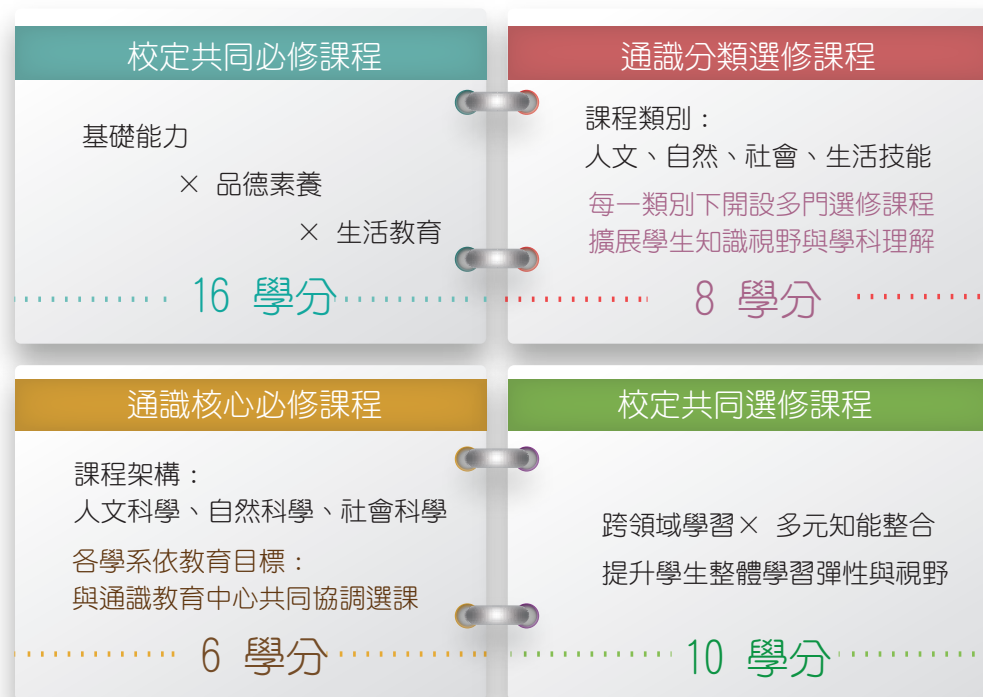 校定共同必修課程
基礎能力
× 品德素養
× 生活教育
16 學分
通識分類選修課程
課程類別：
人文、自然、社會、生活技能
每一類別下開設多門選修課程
擴展學生知識視野與學科理解
8 學分
通識核心必修課程
課程架構：
人文科學、自然科學、社會科學
各學系依教育目標：
與通識教育中心共同協調選課
6 學分
校定共同選修課程
跨領域學習× 多元知能整合
提升學生整體學習彈性與視野
10 學分